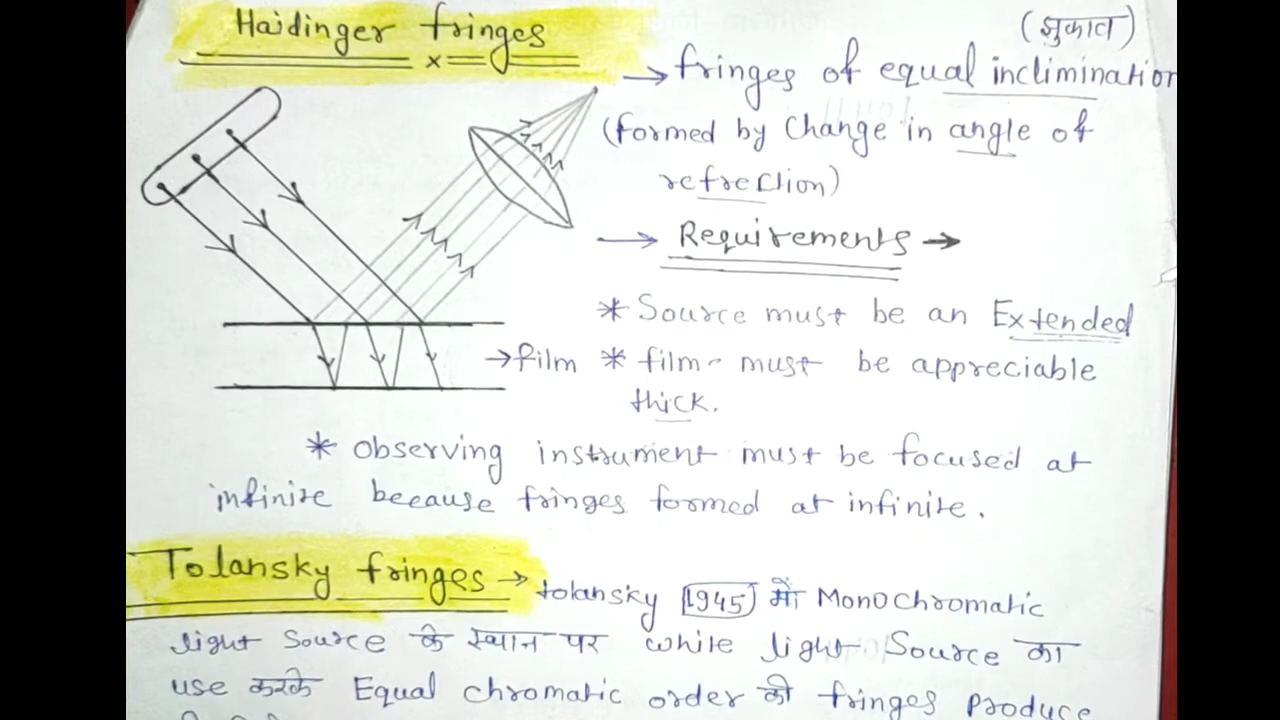 Haidinger fringes
(झुकाव)
→ fringes of equal inclimination
(formed by Change in angle of
refrection)
→ Requirements →
* Source must be an Extended
→ film * film must be appreciable
thick.
* Observing instrument must be focused at
infinite because fringes formed at infinite.
Tolansky fringes → tolansky 1945 में Monochromatic
light Source के स्थान पर while light Source का
use करके Equal chromatic order की fringes produce